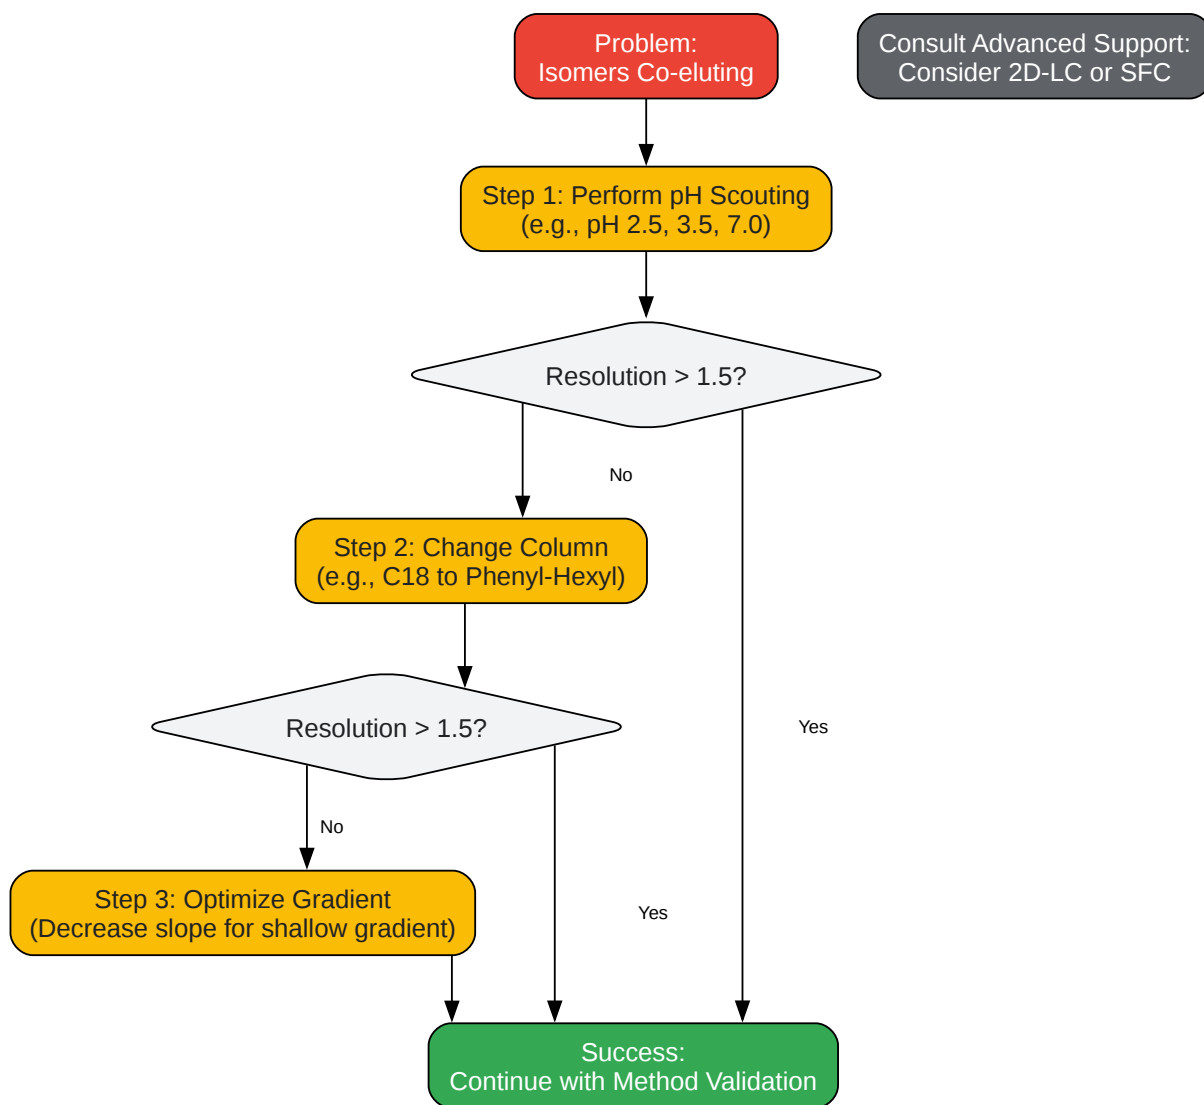 Problem:
Isomers Co-eluting
Consult Advanced Support:
Consider 2D-LC or SFC
Step 1: Perform pH Scouting
(e.g., pH 2.5, 3.5, 7.0)
Resolution > 1.5?
No
Step 2: Change Column
(e.g., C18 to Phenyl-Hexyl)
Resolution > 1.5?
Yes
No
Step 3: Optimize Gradient
(Decrease slope for shallow gradient)
Yes
Success:
Continue with Method Validation